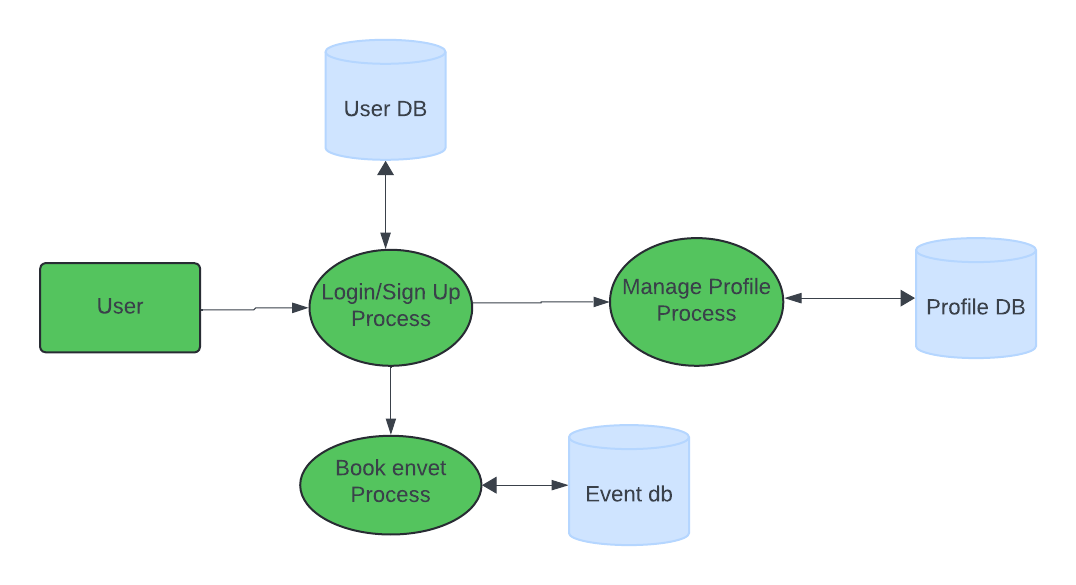 User DB
User
Login/Sign Up
Process
Manage Profile
Process
Profile DB
Book envet
Process
Event db